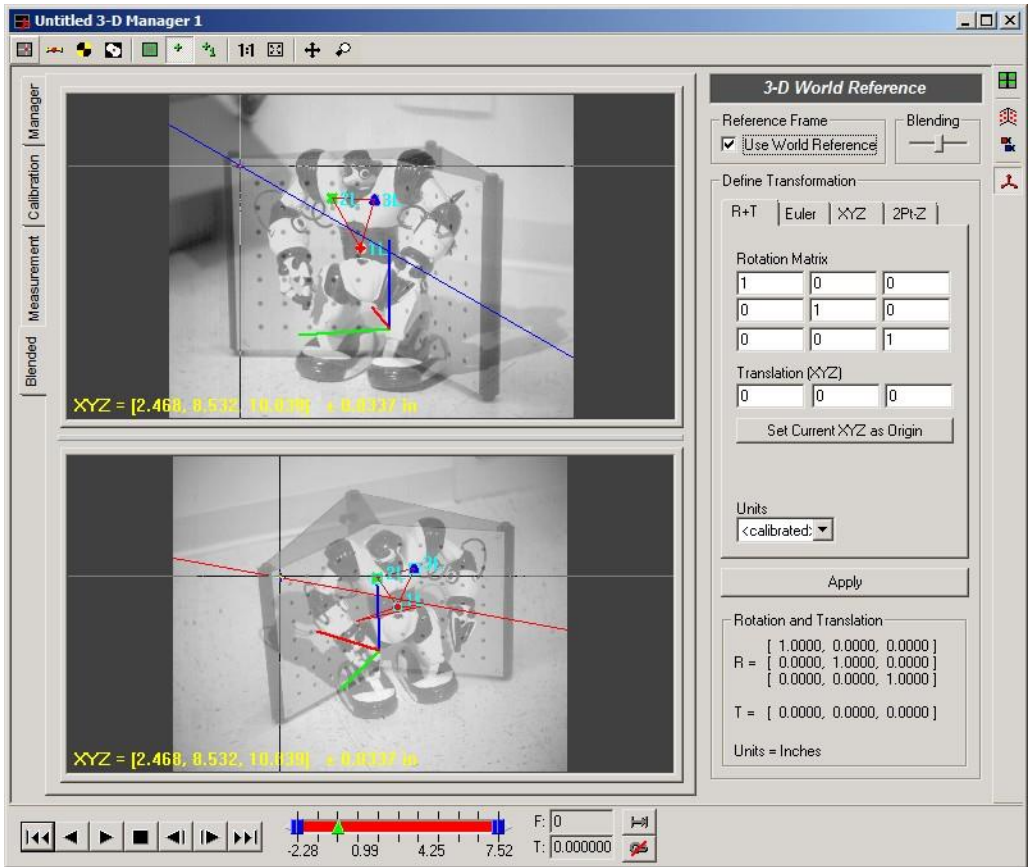 Untitled 3-D Manager 1
1:1
Manager
Calibration
Measurement
Blended
2L 3L
1L
XYZ = [2.468, 8.532, 10.839] ± 0.0337 in
2L
XYZ = [2.468, 8.532, 10.839] ± 0.0337 in
3-D World Reference
Reference Frame
Use World Reference
Blending
Define Transformation
R+T Euler XYZ 2Pt-Z
Rotation Matrix
1 0 0
0 1 0
0 0 1
Translation (XYZ)
0 0 0
Set Current XYZ as Origin
Units
<calibrated>
Apply
Rotation and Translation
[ 1.0000, 0.0000, 0.0000 ]
R = [ 0.0000, 1.0000, 0.0000 ]
[ 0.0000, 0.0000, 1.0000 ]
T = [ 0.0000, 0.0000, 0.0000 ]
Units = Inches
-2.28 0.99 4.25 7.52
F: 0
T: 0.000000